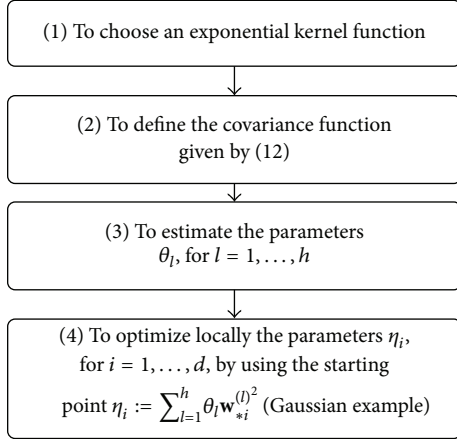 (1) To choose an exponential kernel function
(2) To define the covariance function
given by (12)
(3) To estimate the parameters
θ_l, for l = 1, . . . , h
(4) To optimize locally the parameters η_i,
for i = 1, . . . , d, by using the starting
point η_i := ∑_{l=1}^{h} θ_l w_{*i}^{(l)^2} (Gaussian example)